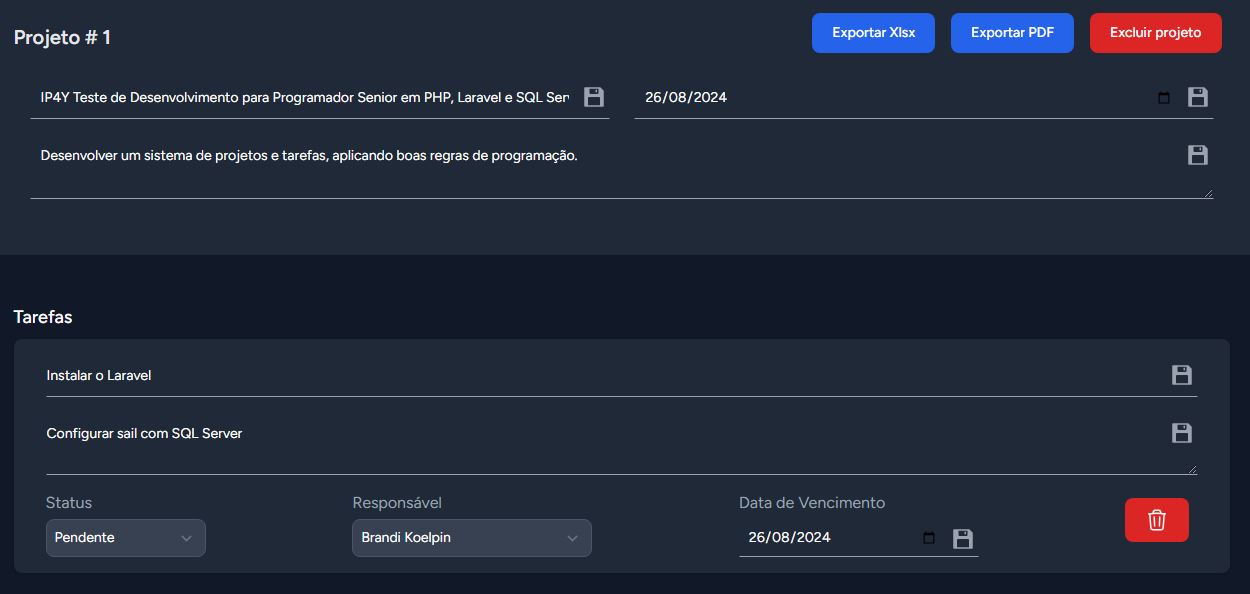 Projeto # 1
Exportar Xlsx
Exportar PDF
Excluir projeto
IP4Y Teste de Desenvolvimento para Programador Senior em PHP, Laravel e SQL Ser
26/08/2024
Desenvolver um sistema de projetos e tarefas, aplicando boas regras de programação.
Tarefas
Instalar o Laravel
Configurar sail com SQL Server
Status
Responsável
Data de Vencimento
Pendente
Brandi Koelpin
26/08/2024